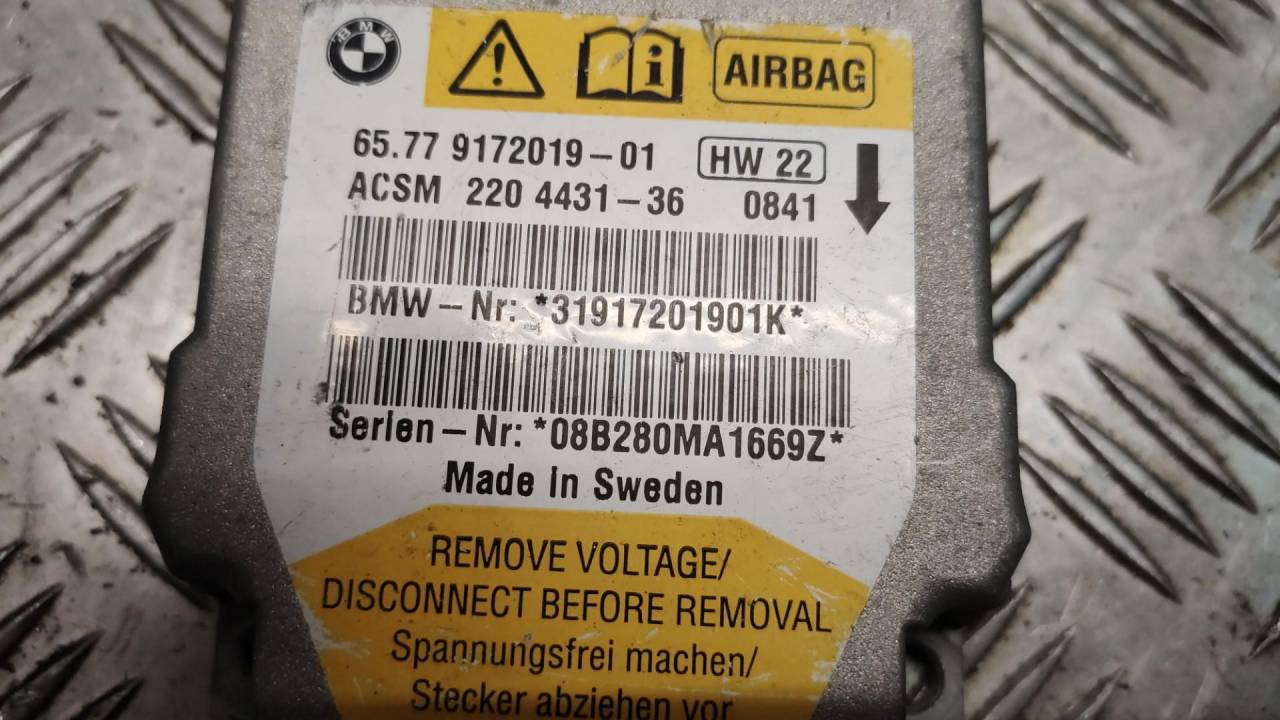 BMW
AIRBAG
65.77 9172019-01 HW 22
ACSM 220 4431-36 0841
BMW-Nr: *31917201901K*
Serien-Nr: *08B280MA1669Z*
Made in Sweden
REMOVE VOLTAGE/
DISCONNECT BEFORE REMOVAL
Spannungsfrei machen/
Stecker abziehen vor